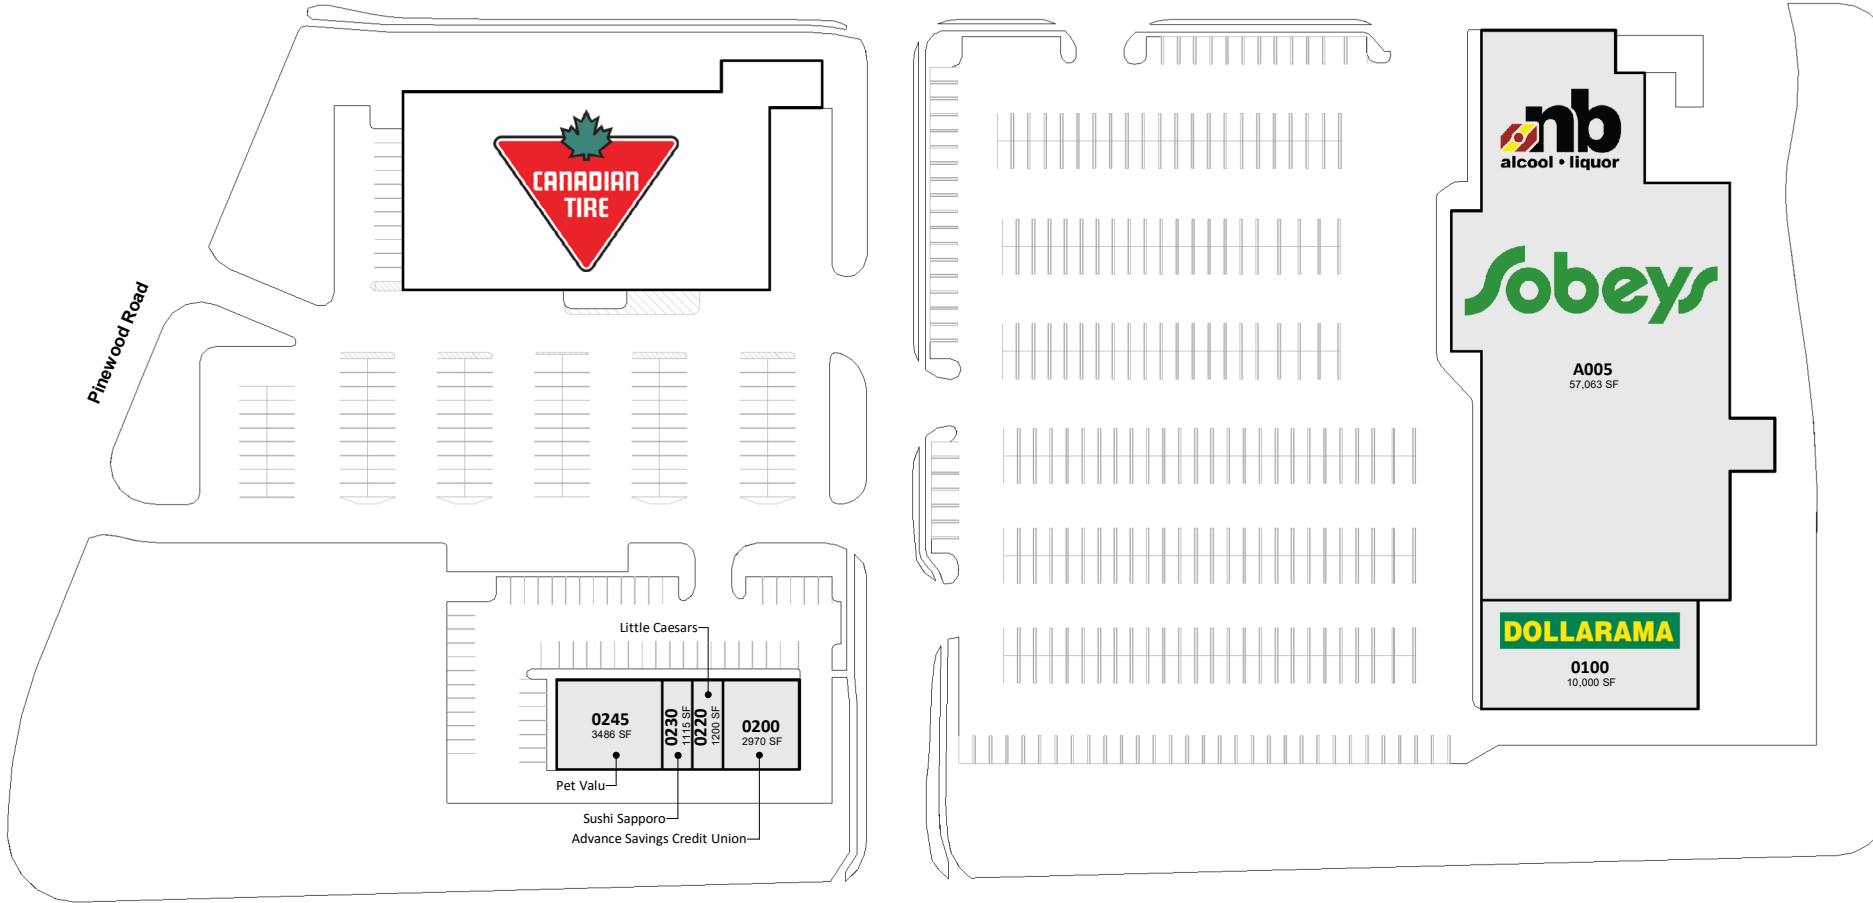 CANADIAN
TIRE
nb
alcool • liquor
Sobeys
A005
57,063 SF
Pinewood Road
DOLLARAMA
0100
10,000 SF
Little Caesars
0245
3486 SF
0230
1115 SF
0220
1200 SF
0200
2970 SF
Pet Valu
Sushi Sapporo
Advance Savings Credit Union